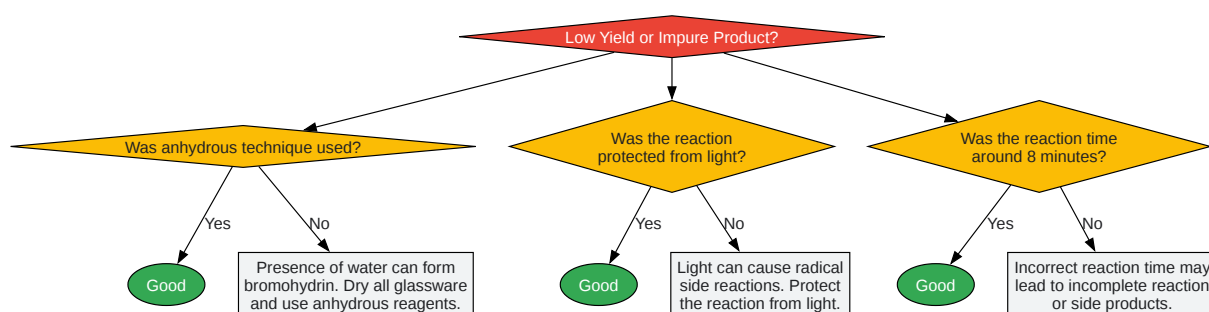 Low Yield or Impure Product?
Was anhydrous technique used?
Was the reaction
protected from light?
Was the reaction time
around 8 minutes?
Yes
No
Yes
No
Yes
No
Good
Presence of water can form
bromohydrin. Dry all glassware
and use anhydrous reagents.
Good
Light can cause radical
side reactions. Protect
the reaction from light.
Good
Incorrect reaction time may
lead to incomplete reaction
or side products.